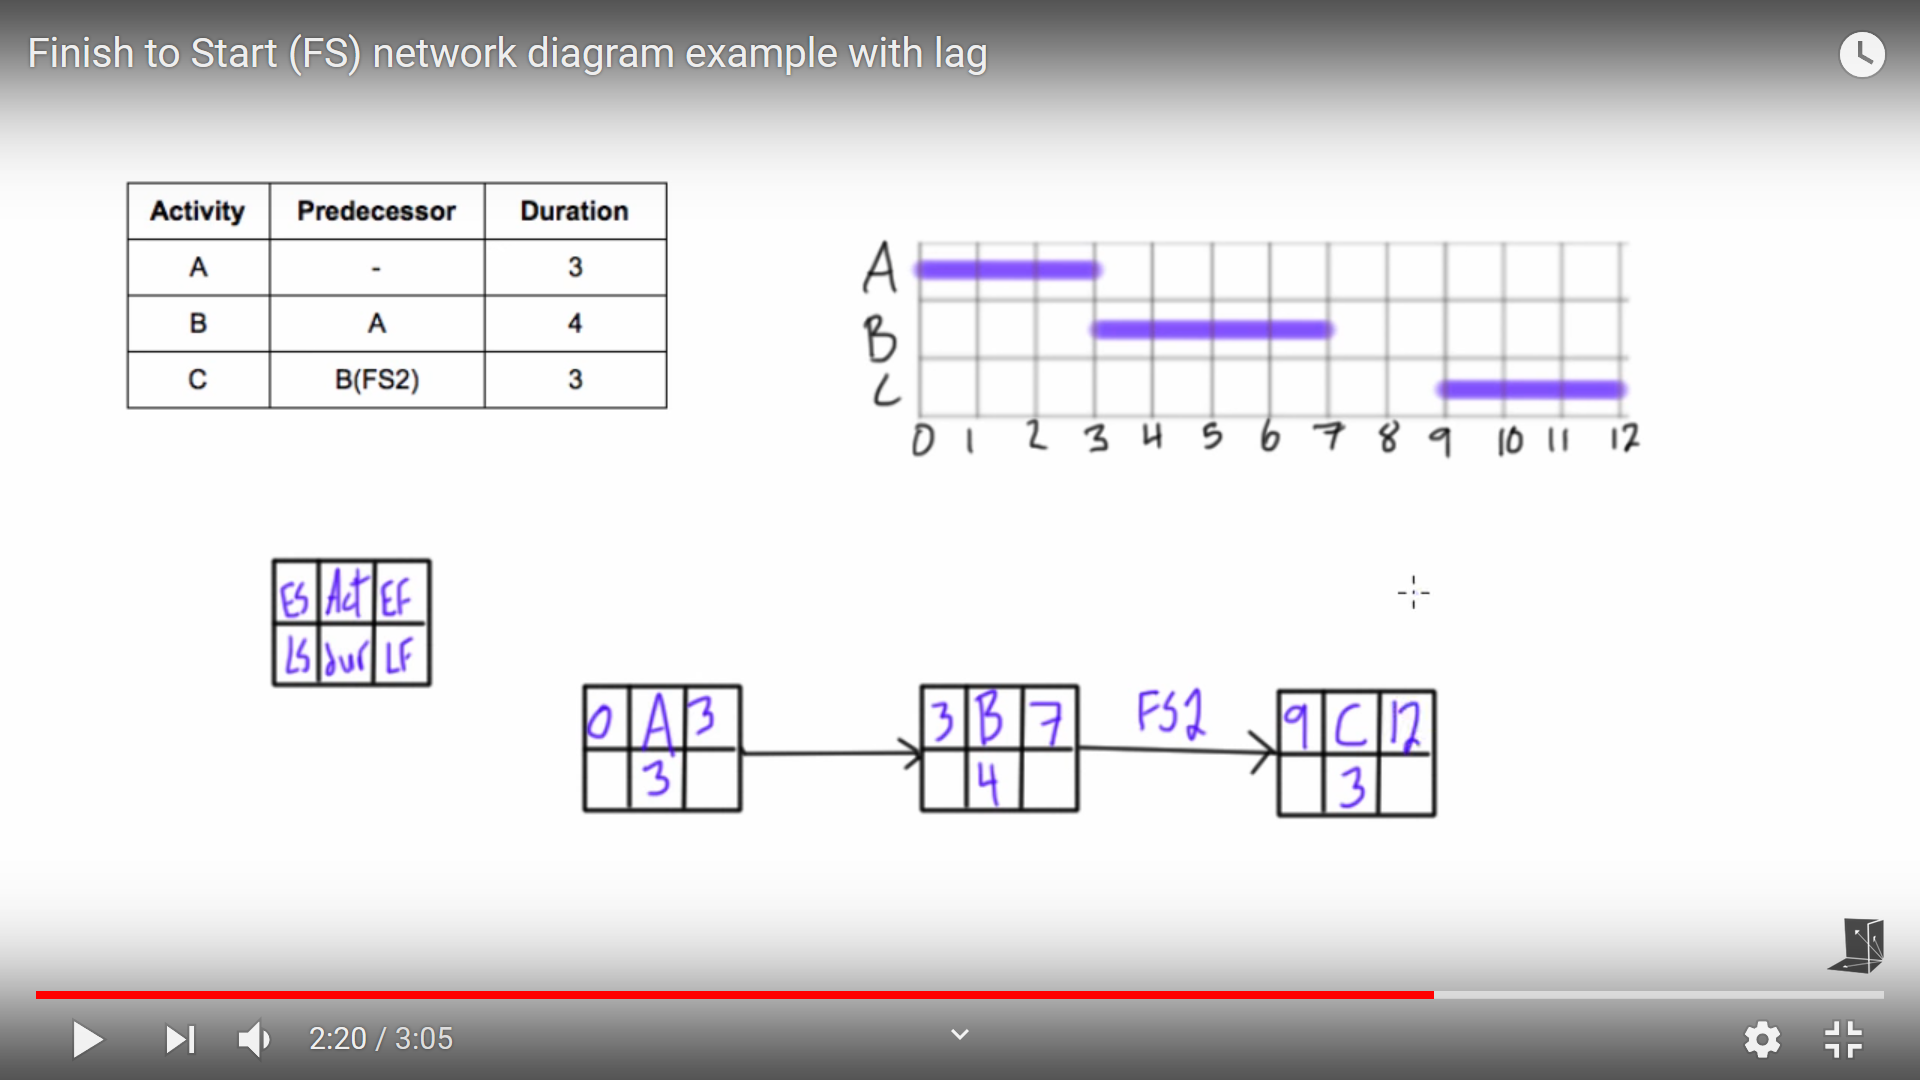 Finish to Start (FS) network diagram example with lag
Activity Predecessor Duration
A - 3
B A 4
C B(FS2) 3
A
B
C
0 1 2 3 4 5 6 7 8 9 10 11 12
ES Act EF
LS dur LF
0 A 3
3
3 B 7
4
FS2
9 C 12
3
2:20 / 3:05